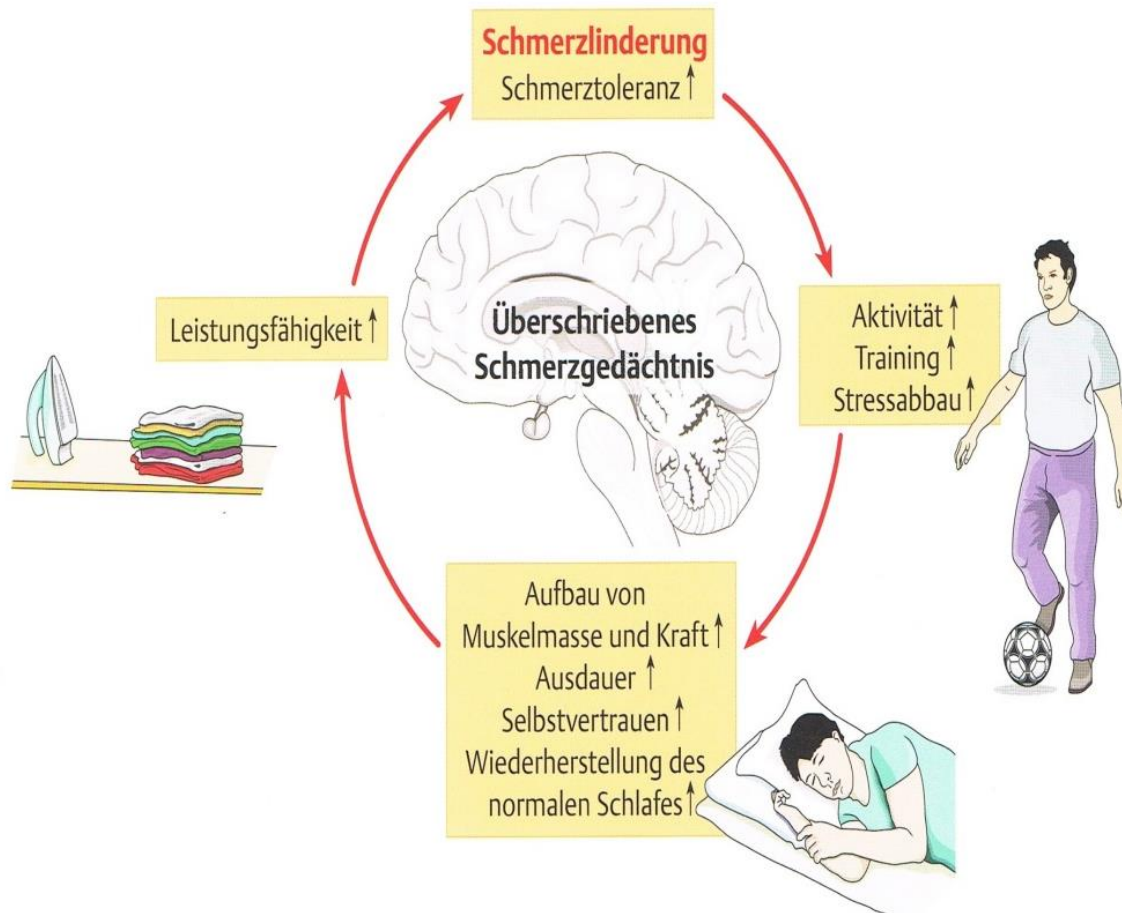 Schmerzlinderung
Schmerztoleranz ↑
Leistungsfähigkeit ↑
Überschriebenes
Schmerzgedächtnis
Aktivität ↑
Training ↑
Stressabbau ↑
Aufbau von
Muskelmasse und Kraft ↑
Ausdauer ↑
Selbstvertrauen ↑
Wiederherstellung des
normalen Schlafes ↑